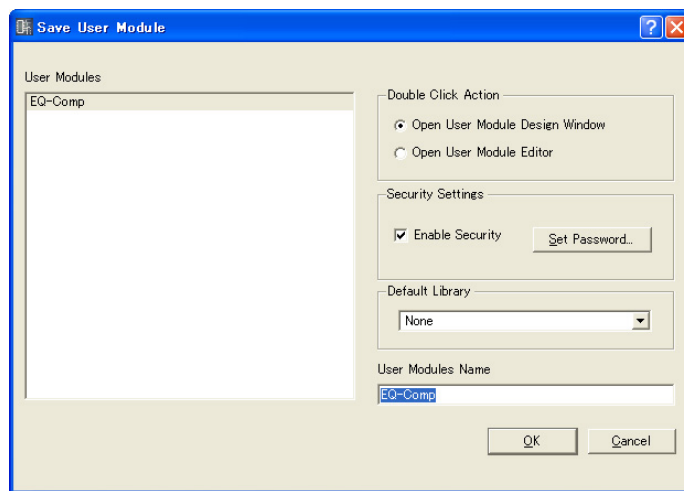 Save User Module
User Modules
EQ-Comp
Double Click Action
Open User Module Design Window
Open User Module Editor
Security Settings
Enable Security
Set Password...
Default Library
None
User Modules Name
EQ-Comp
OK
Cancel